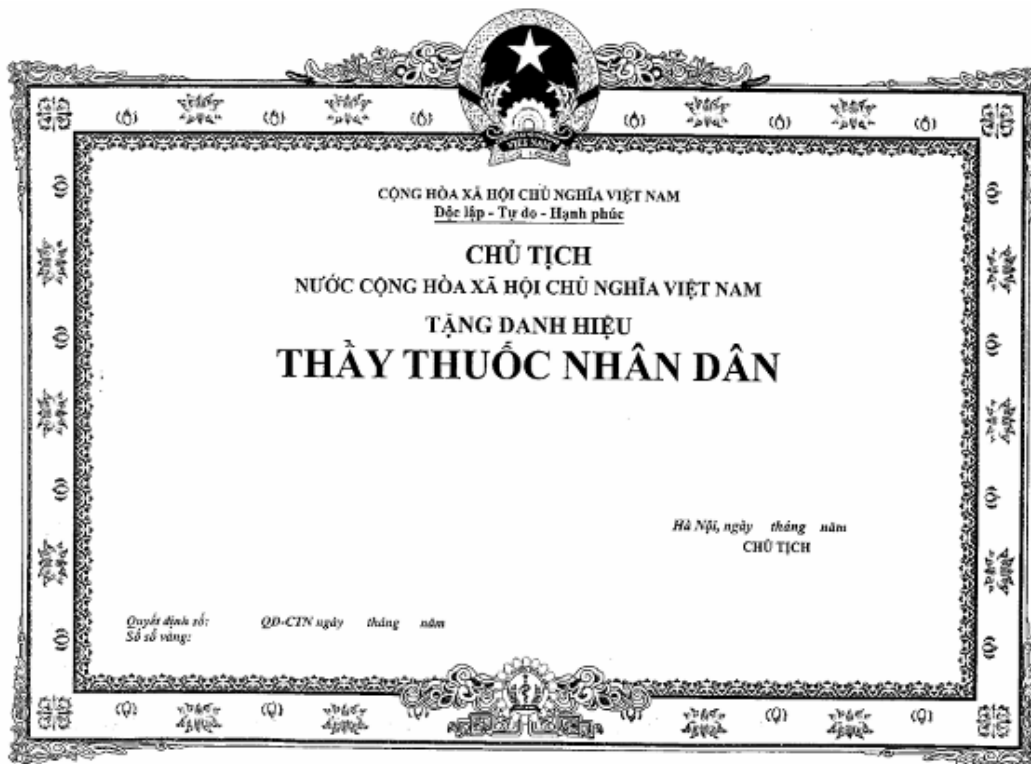 VIỆT NAM
CỘNG HÒA XÃ HỘI CHỦ NGHĨA VIỆT NAM
Độc lập - Tự do - Hạnh phúc
CHỦ TỊCH
NƯỚC CỘNG HÒA XÃ HỘI CHỦ NGHĨA VIỆT NAM
TẶNG DANH HIỆU
THẦY THUỐC NHÂN DÂN
Hà Nội, ngày tháng năm
CHỦ TỊCH
Quyết định số: QĐ-CTN ngày tháng năm
Số sổ vàng: